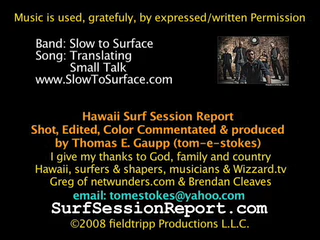 Music is used, gratefuly, by expressed/written Permission
Band: Slow to Surface
Song: Translating
Small Talk
www.SlowToSurface.com
Hawaii Surf Session Report
Shot, Edited, Color Commentated & produced
by Thomas E. Gaupp (tom-e-stokes)
I give my thanks to God, family and country
Hawaii, surfers & shapers, musicians & Wizzard.tv
Greg of netwunders.com & Brendan Cleaves
email: tomestokes@yahoo.com
SurfSessionReport.com
©2008 fieldtripp Productions L.L.C.